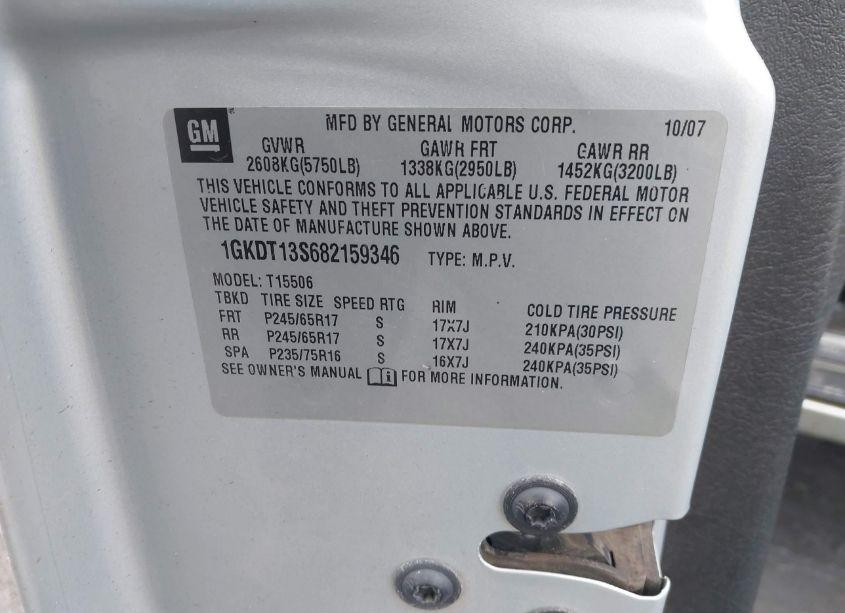 GM
MFD BY GENERAL MOTORS CORP. 10/07
GVWR GAWR FRT GAWR RR
2608KG(5750LB) 1338KG(2950LB) 1452KG(3200LB)
THIS VEHICLE CONFORMS TO ALL APPLICABLE U.S. FEDERAL MOTOR
VEHICLE SAFETY AND THEFT PREVENTION STANDARDS IN EFFECT ON
THE DATE OF MANUFACTURE SHOWN ABOVE.
1GKDT13S682159346 TYPE: M.P.V.
MODEL: T15506
TBKD TIRE SIZE SPEED RTG RIM COLD TIRE PRESSURE
FRT P245/65R17 S 17X7J 210KPA(30PSI)
RR P245/65R17 S 17X7J 240KPA(35PSI)
SPA P235/75R16 S 16X7J 240KPA(35PSI)
SEE OWNER'S MANUAL i FOR MORE INFORMATION.